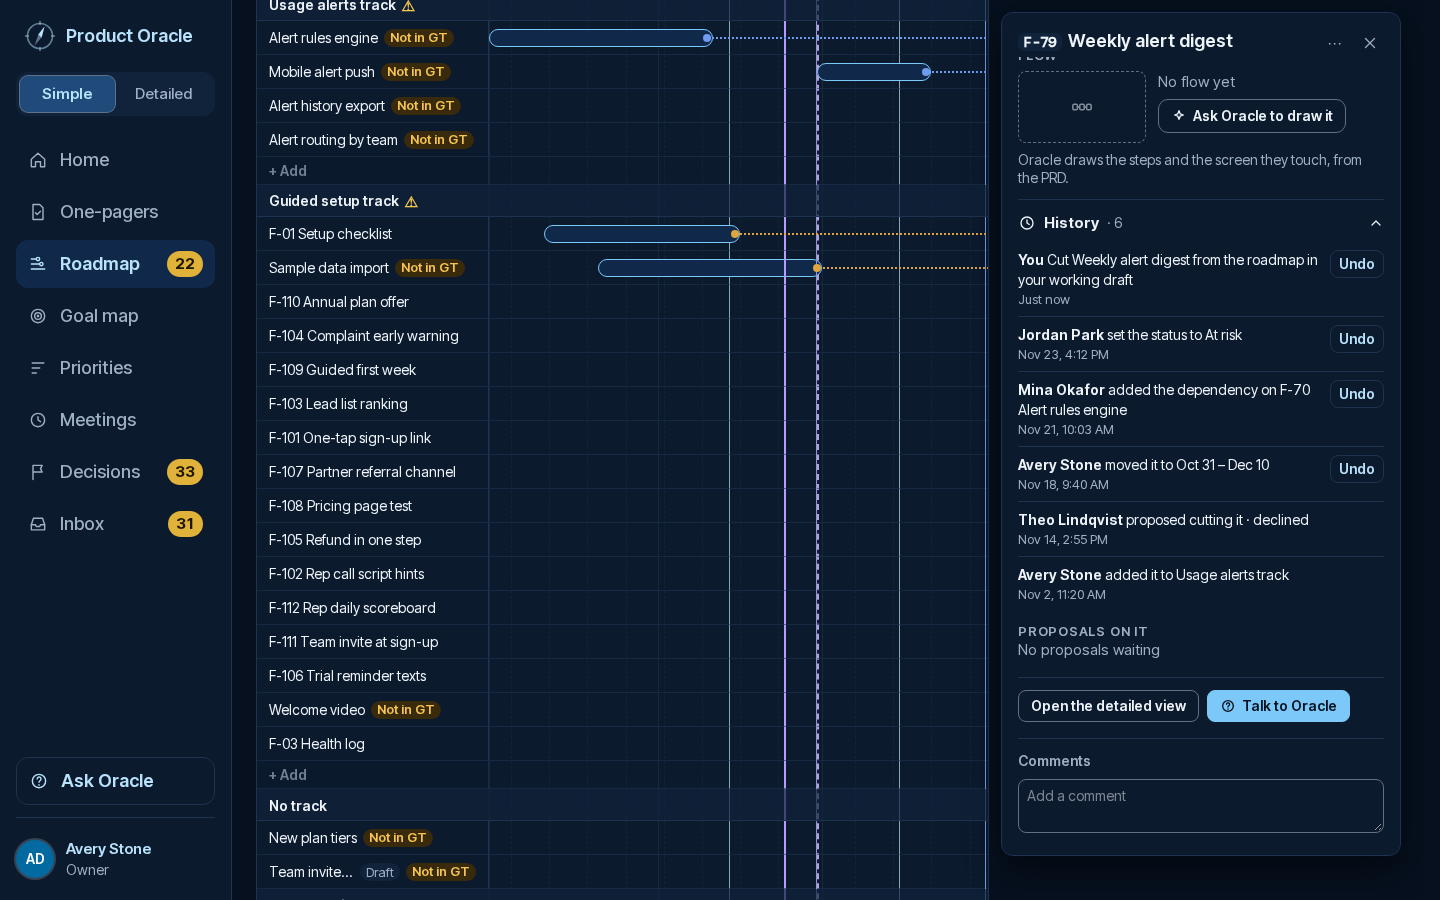 Product Oracle
Simple
Detailed
Home
One-pagers
Roadmap 22
Goal map
Priorities
Meetings
Decisions 33
Inbox 31
Ask Oracle
AD
Avery Stone
Owner
Usage alerts track
Alert rules engine Not in GT
Mobile alert push Not in GT
Alert history export Not in GT
Alert routing by team Not in GT
+ Add
Guided setup track
F-01 Setup checklist
Sample data import Not in GT
F-110 Annual plan offer
F-104 Complaint early warning
F-109 Guided first week
F-103 Lead list ranking
F-101 One-tap sign-up link
F-107 Partner referral channel
F-108 Pricing page test
F-105 Refund in one step
F-102 Rep call script hints
F-112 Rep daily scoreboard
F-111 Team invite at sign-up
F-106 Trial reminder texts
Welcome video Not in GT
F-03 Health log
+ Add
No track
New plan tiers Not in GT
Team invite... Draft Not in GT
F-79 Weekly alert digest
FLOW
No flow yet
Ask Oracle to draw it
Oracle draws the steps and the screen they touch, from
the PRD.
History · 6
You Cut Weekly alert digest from the roadmap in
your working draft
Just now
Undo
Jordan Park set the status to At risk
Nov 23, 4:12 PM
Undo
Mina Okafor added the dependency on F-70
Alert rules engine
Nov 21, 10:03 AM
Undo
Avery Stone moved it to Oct 31 – Dec 10
Nov 18, 9:40 AM
Undo
Theo Lindqvist proposed cutting it · declined
Nov 14, 2:55 PM
Avery Stone added it to Usage alerts track
Nov 2, 11:20 AM
PROPOSALS ON IT
No proposals waiting
Open the detailed view
Talk to Oracle
Comments
Add a comment